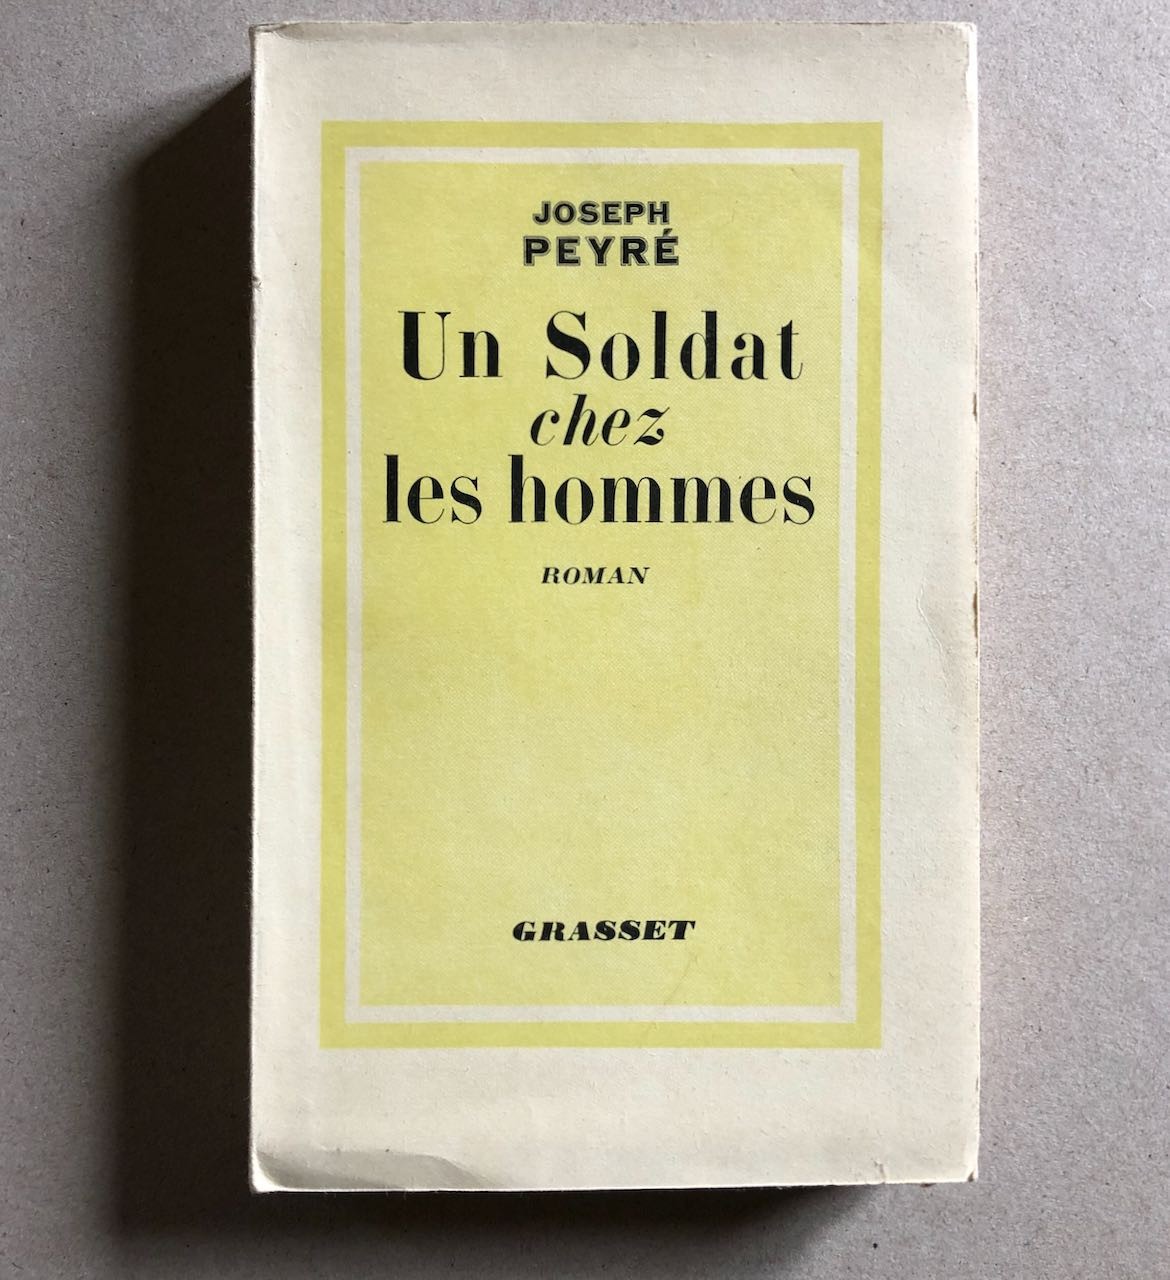 JOSEPH
PEYRÉ
Un Soldat
chez
les hommes
ROMAN
GRASSET